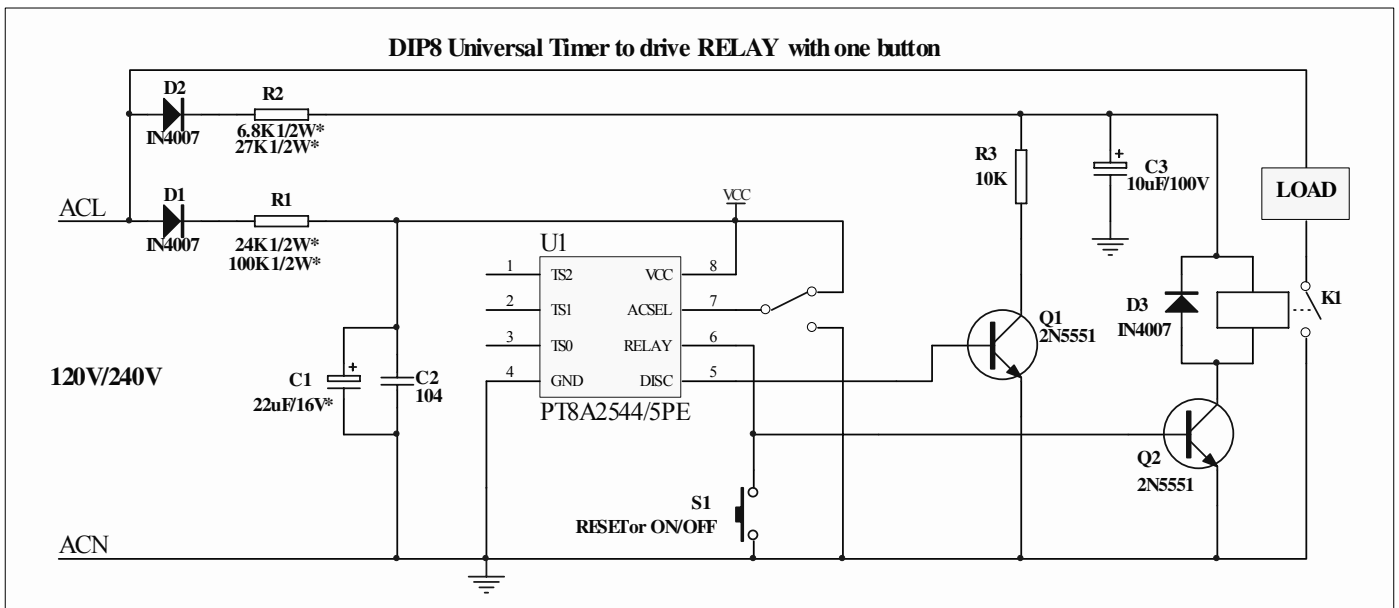 DIP8 Universal Timer to drive RELAY with one button
D2
R2
IN4007
6.8K1/2W*
27K1/2W*
R3
10K
C3
10uF/100V
LOAD
ACL
D1
R1
IN4007
24K1/2W*
100K1/2W*
VCC
U1
1 TS2 VCC 8
2 TS1 ACSEL 7
3 TS0 RELAY 6
4 GND DISC 5
PT8A2544/5PE
Q1
2N5551
D3
IN4007
K1
120V/240V
C1
22uF/16V*
C2
104
Q2
2N5551
S1
RESETor ON/OFF
ACN